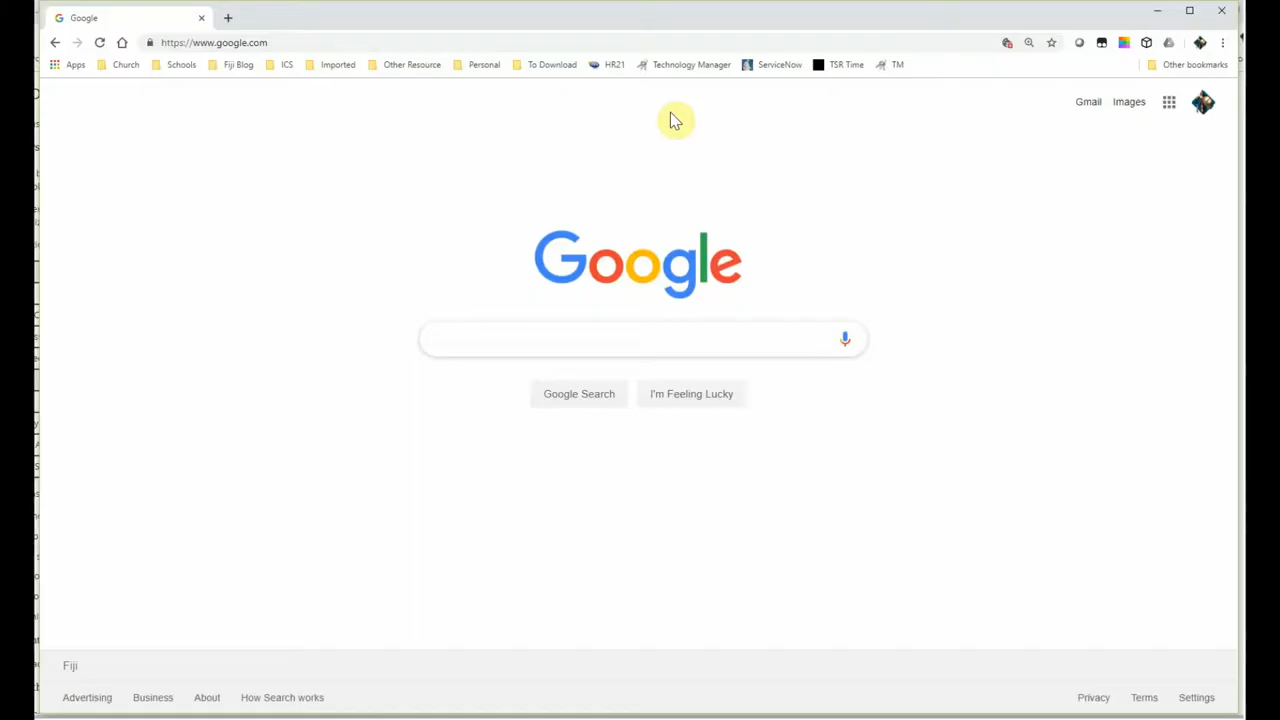 Google
https://www.google.com
Apps Church Schools Fiji Blog ICS Imported Other Resource Personal To Download HR21 Technology Manager ServiceNow TSR Time TM Other bookmarks
Gmail Images
Google
Google Search I'm Feeling Lucky
Fiji
Advertising Business About How Search works Privacy Terms Settings